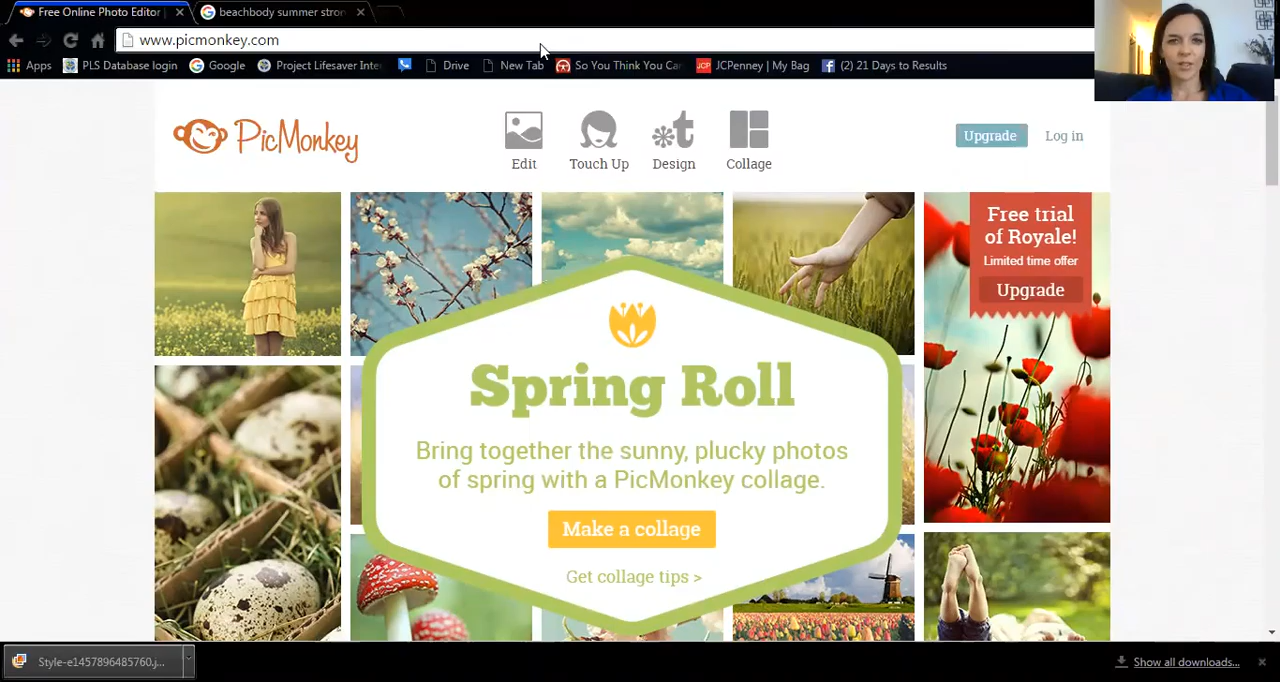 Free Online Photo Editor
beachbody summer stron
www.picmonkey.com
Apps
PLS Database login
Google
Project Lifesaver Inte
Drive
New Tab
So You Think You Can
JCPenney | My Bag
(2) 21 Days to Results
PicMonkey
Edit
Touch Up
Design
Collage
Upgrade
Log in
Free trial
of Royale!
Limited time offer
Upgrade
Spring Roll
Bring together the sunny, plucky photos
of spring with a PicMonkey collage.
Make a collage
Get collage tips >
Style-e1457896485760.j...
Show all downloads...